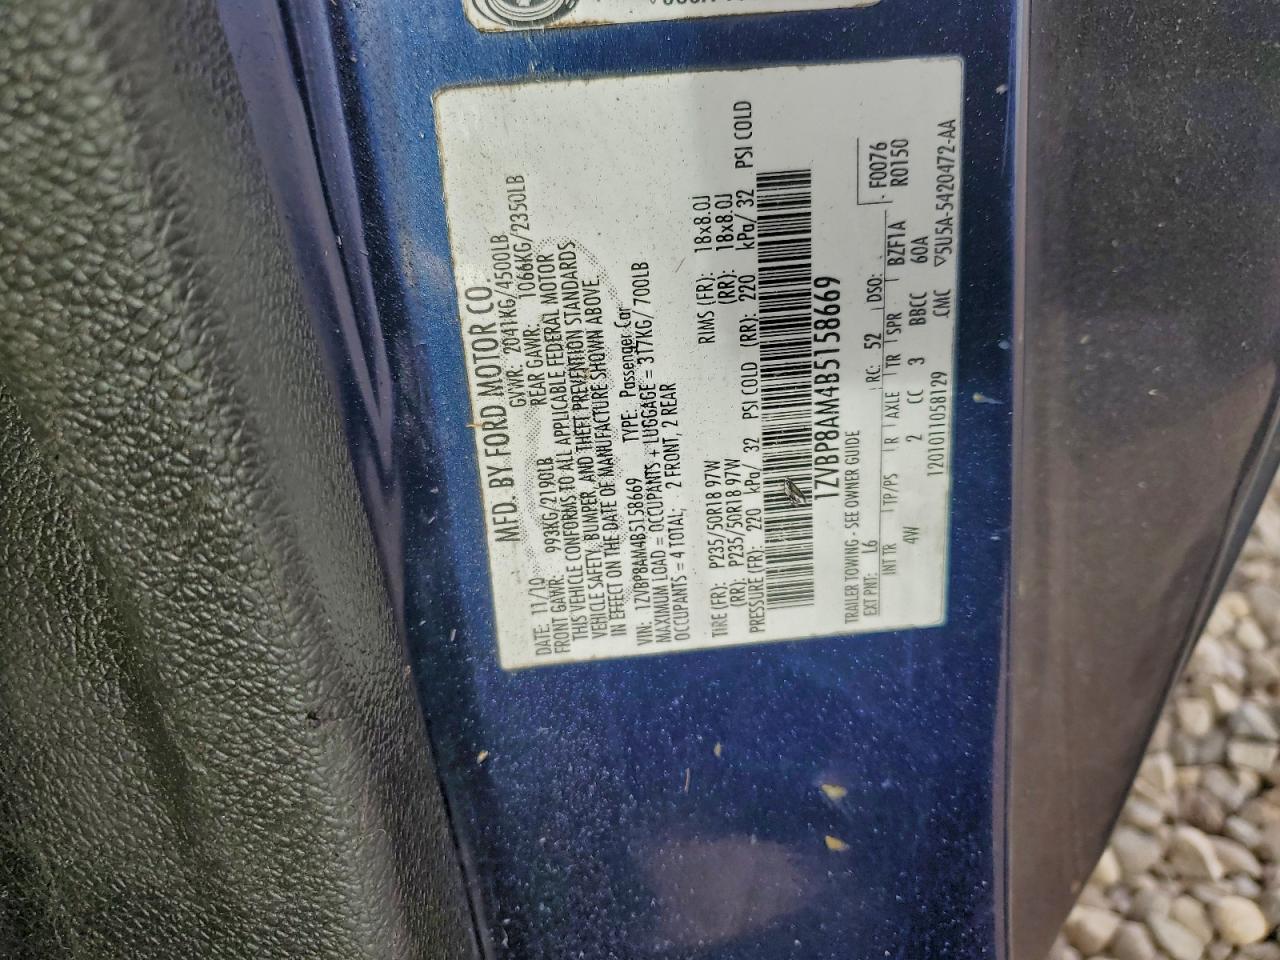 MFD. BY FORD MOTOR CO.
DATE: 11/10 GVWR: 2041KG/4500LB
FRONT GAWR: 993KG/2190LB REAR GAWR: 1066KG/2350LB
THIS VEHICLE CONFORMS TO ALL APPLICABLE FEDERAL MOTOR
VEHICLE SAFETY, BUMPER, AND THEFT PREVENTION STANDARDS
IN EFFECT ON THE DATE OF MANUFACTURE SHOWN ABOVE.
VIN: 1ZVBP8AM4B5158669 TYPE: Passenger Car
MAXIMUM LOAD = OCCUPANTS + LUGGAGE = 317KG/700LB
OCCUPANTS = 4 TOTAL; 2 FRONT, 2 REAR
TIRE (FR): P235/50R18 97W RIMS (FR): 18x8.0J
(RR): P235/50R18 97W (RR): 18x8.0J
PRESSURE (FR): 220 kPa/ 32 PSI COLD (RR): 220 kPa/ 32 PSI COLD
1ZVBP8AM4B5158669
F0076
R0150
TRAILER TOWING - SEE OWNER GUIDE
EXT PNT: L6 RC: 52 DSO:
INT TR TP/PS R AXLE TR SPR BZF1A
4W 2 CC 3 BBCC 60A
1201011058129 CMC ▽5U5A-5420472-AA